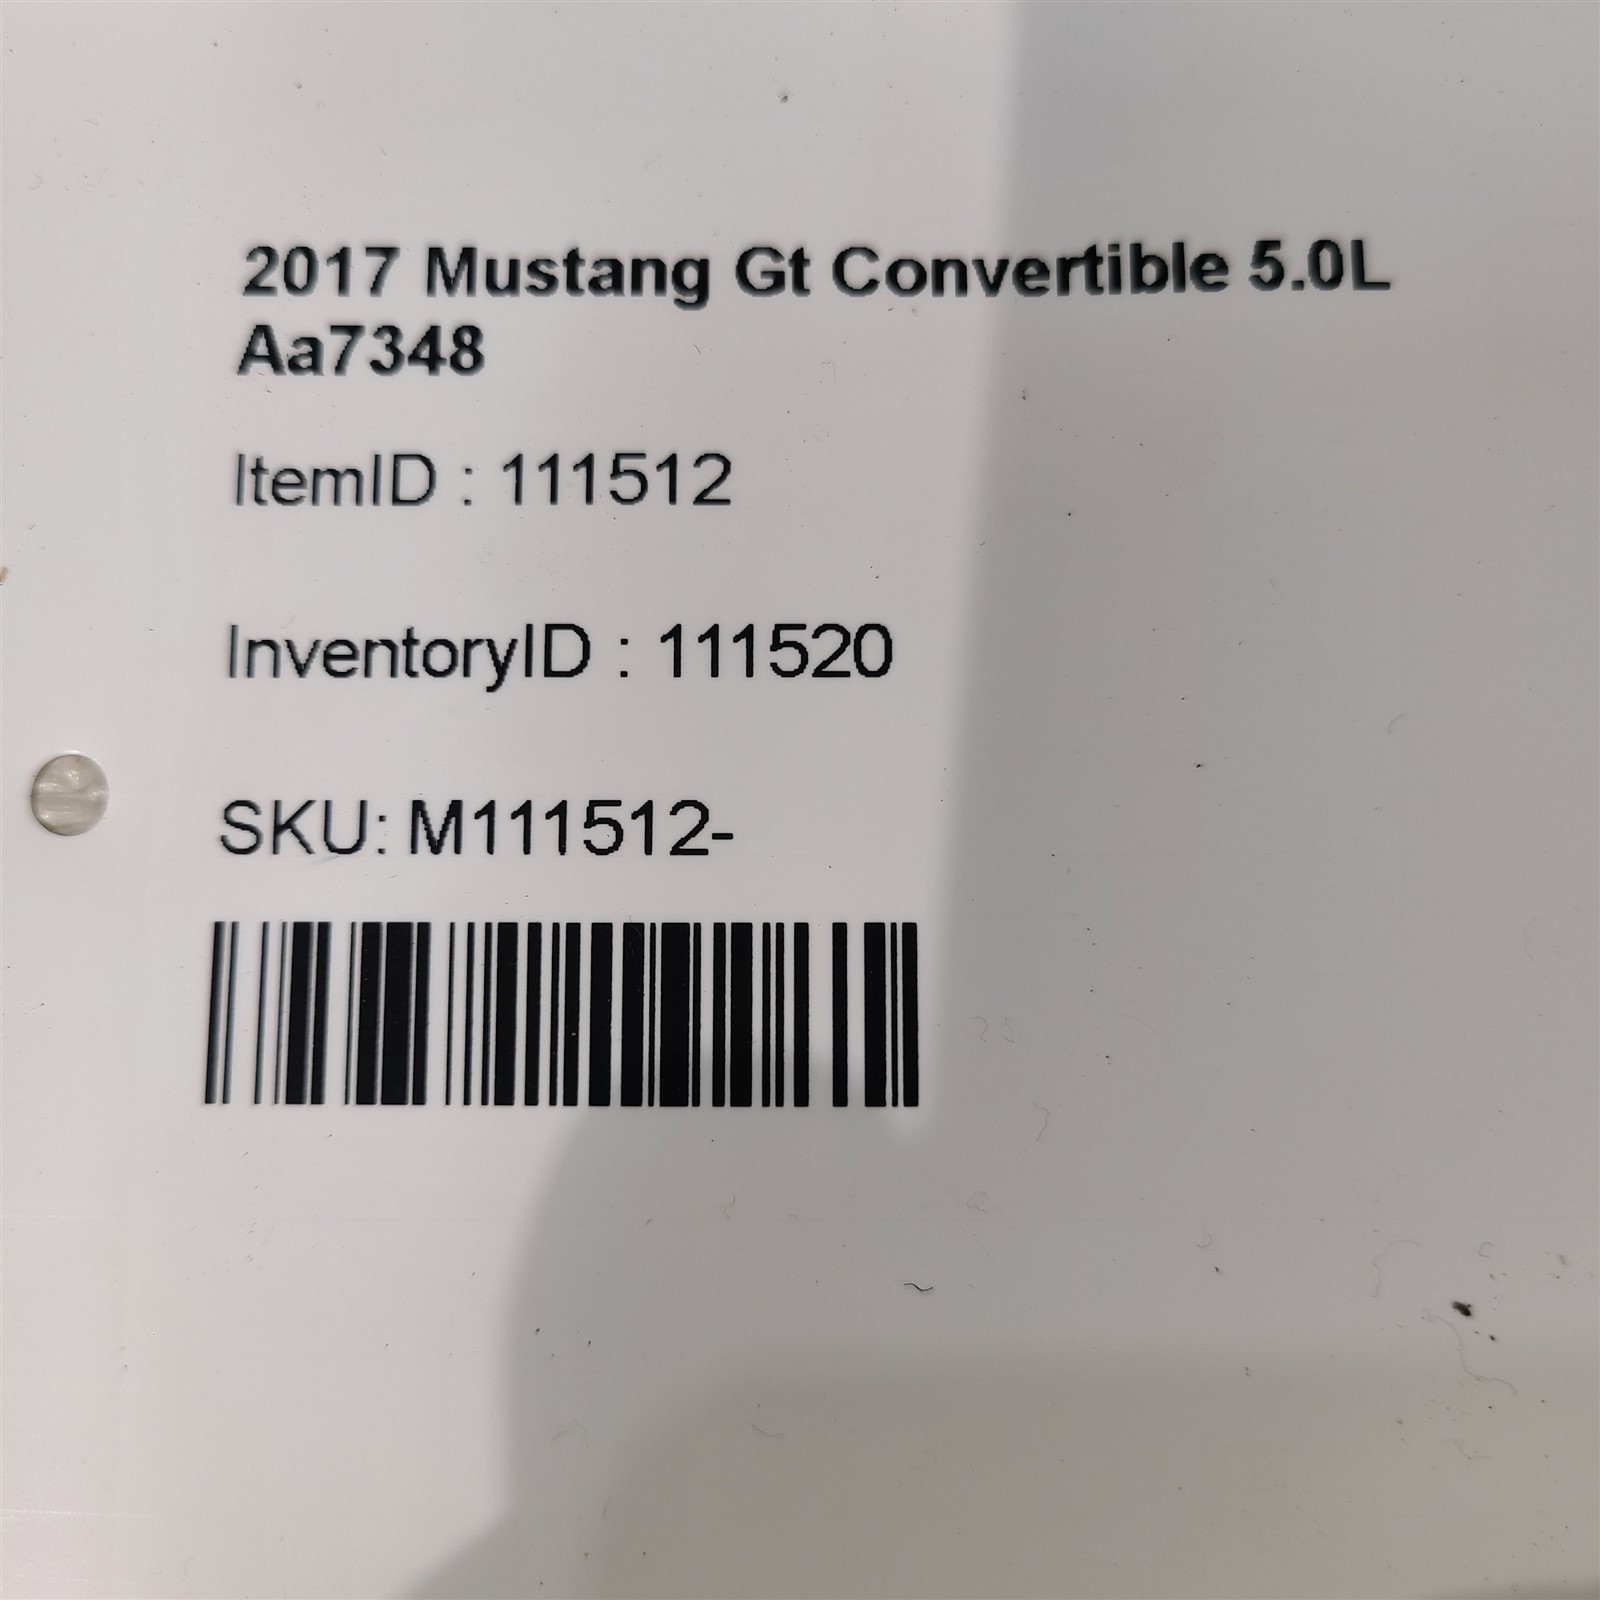 2017 Mustang Gt Convertible 5.0L
Aa7348
ItemID : 111512
InventoryID : 111520
SKU: M111512-